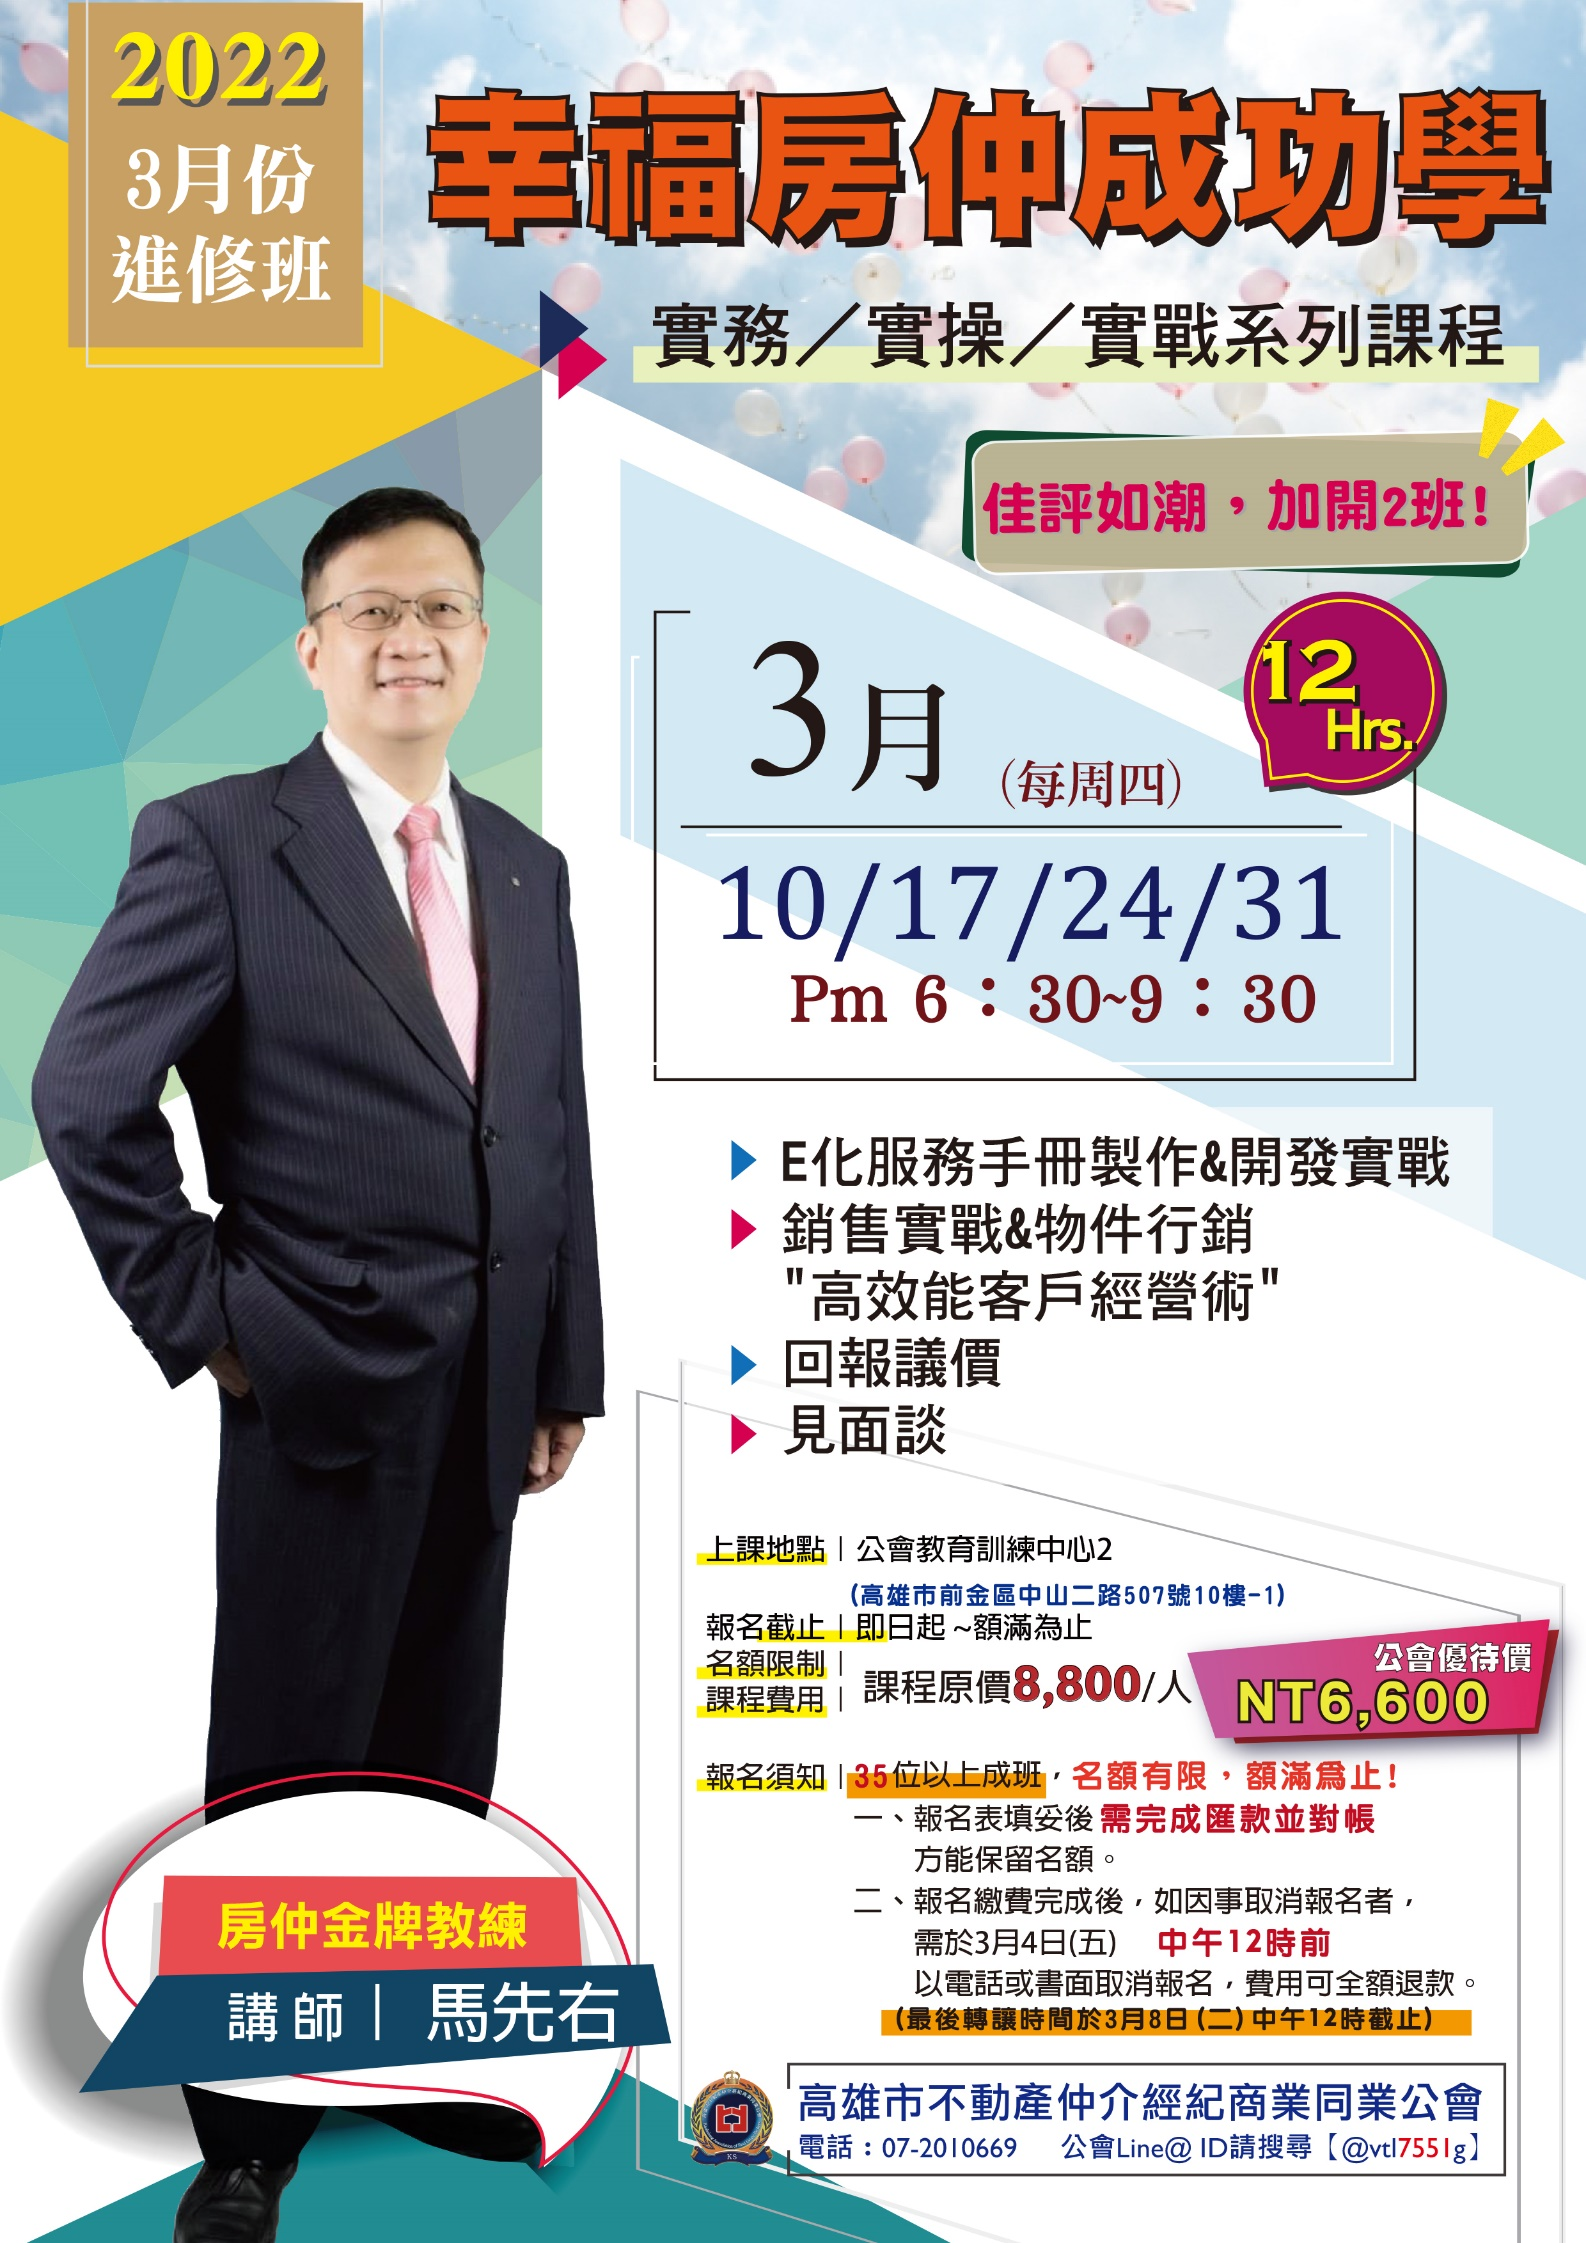 2022
3月份
進修班
幸福房仲成功學
實務／實操／實戰系列課程
佳評如潮，加開2班!
12
Hrs.
3月 (每周四)
10/17/24/31
Pm 6：30~9：30
E化服務手冊製作&開發實戰
銷售實戰&物件行銷
"高效能客戶經營術"
回報議價
見面談
上課地點｜公會教育訓練中心2
(高雄市前金區中山二路507號10樓-1)
報名截止｜即日起~額滿為止
名額限制｜
課程費用｜ 課程原價8,800/人
公會優待價
NT6,600
報名須知｜35位以上成班，名額有限，額滿為止!
一、報名表填妥後 需完成匯款並對帳
方能保留名額。
二、報名繳費完成後，如因事取消報名者，
需於3月4日(五) 中午12時前
以電話或書面取消報名，費用可全額退款。
(最後轉讓時間於3月8日(二)中午12時截止)
房仲金牌教練
講師｜ 馬先右
KS
高雄市不動產仲介經紀商業同業公會
電話：07-2010669 公會Line@ ID請搜尋【@vtl7551g】